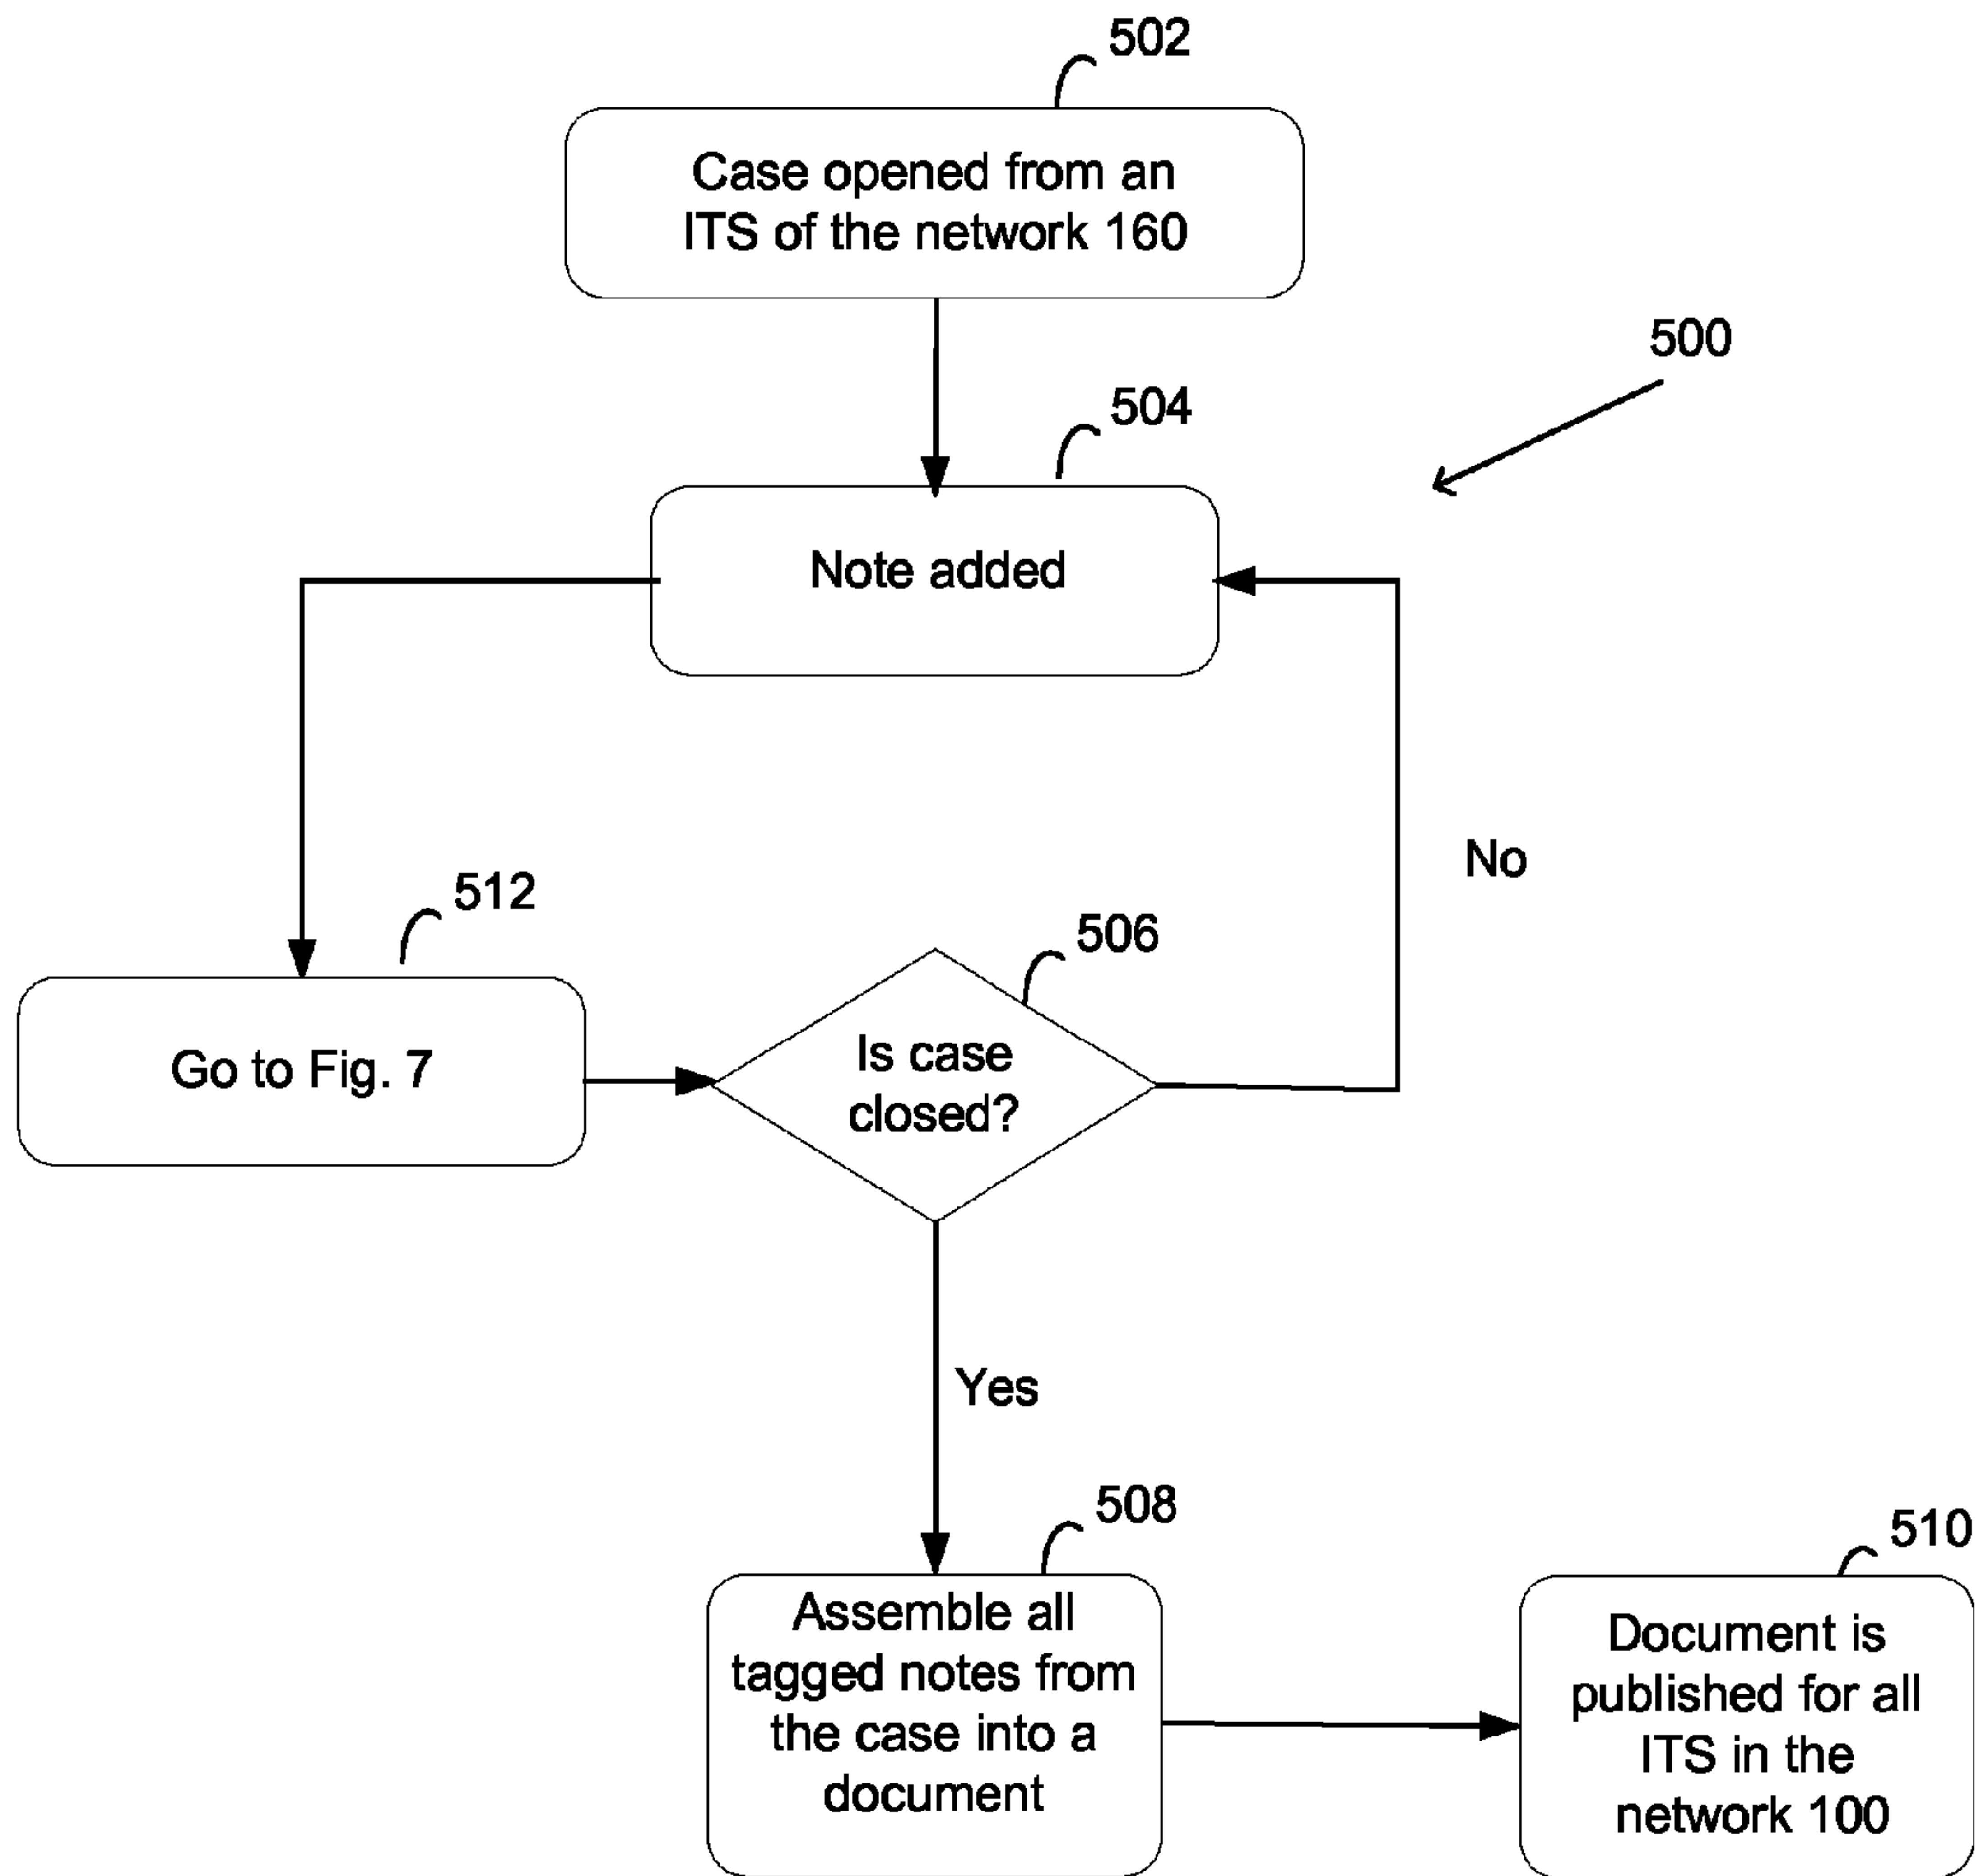 502
Case opened from an
ITS of the network 160
500
504
Note added
No
512
506
Go to Fig. 7
Is case
closed?
Yes
508
510
Assemble all
tagged notes from
the case into a
document
Document is
published for all
ITS in the
network 100